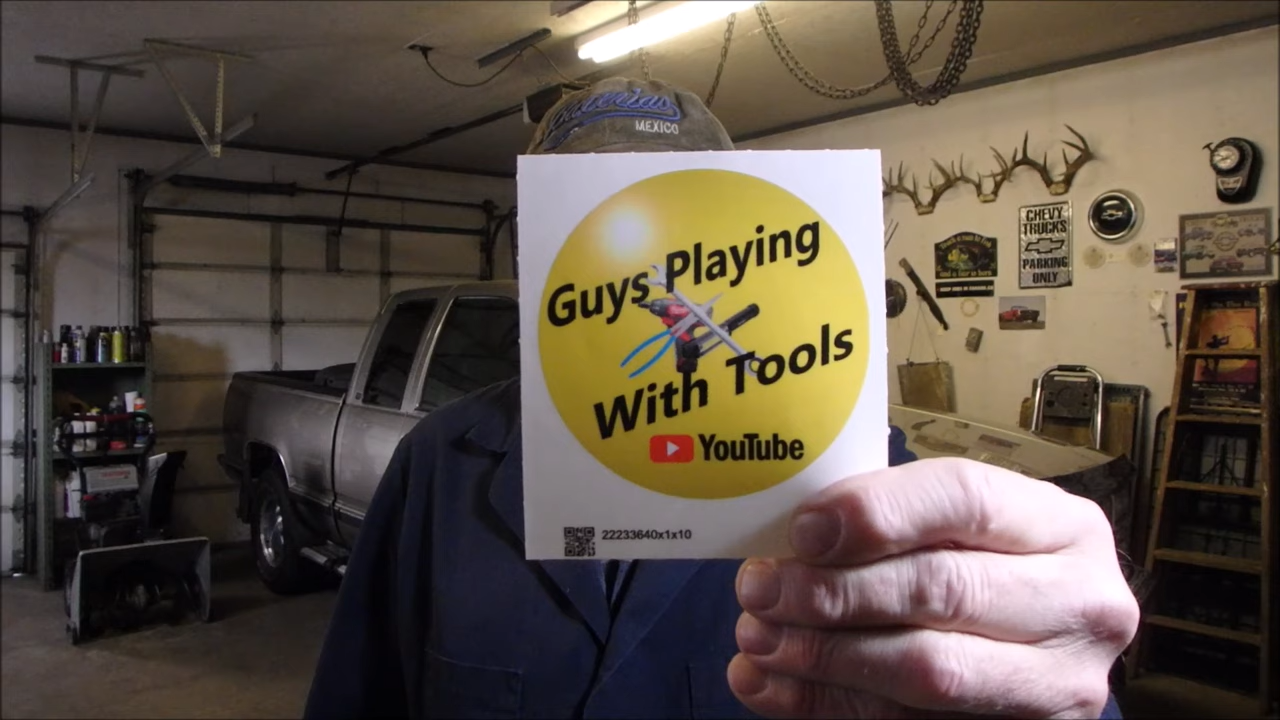 MEXICO
Guys Playing
With Tools
YouTube
22233640x1x10
CHEVY
TRUCKS
PARKING
ONLY